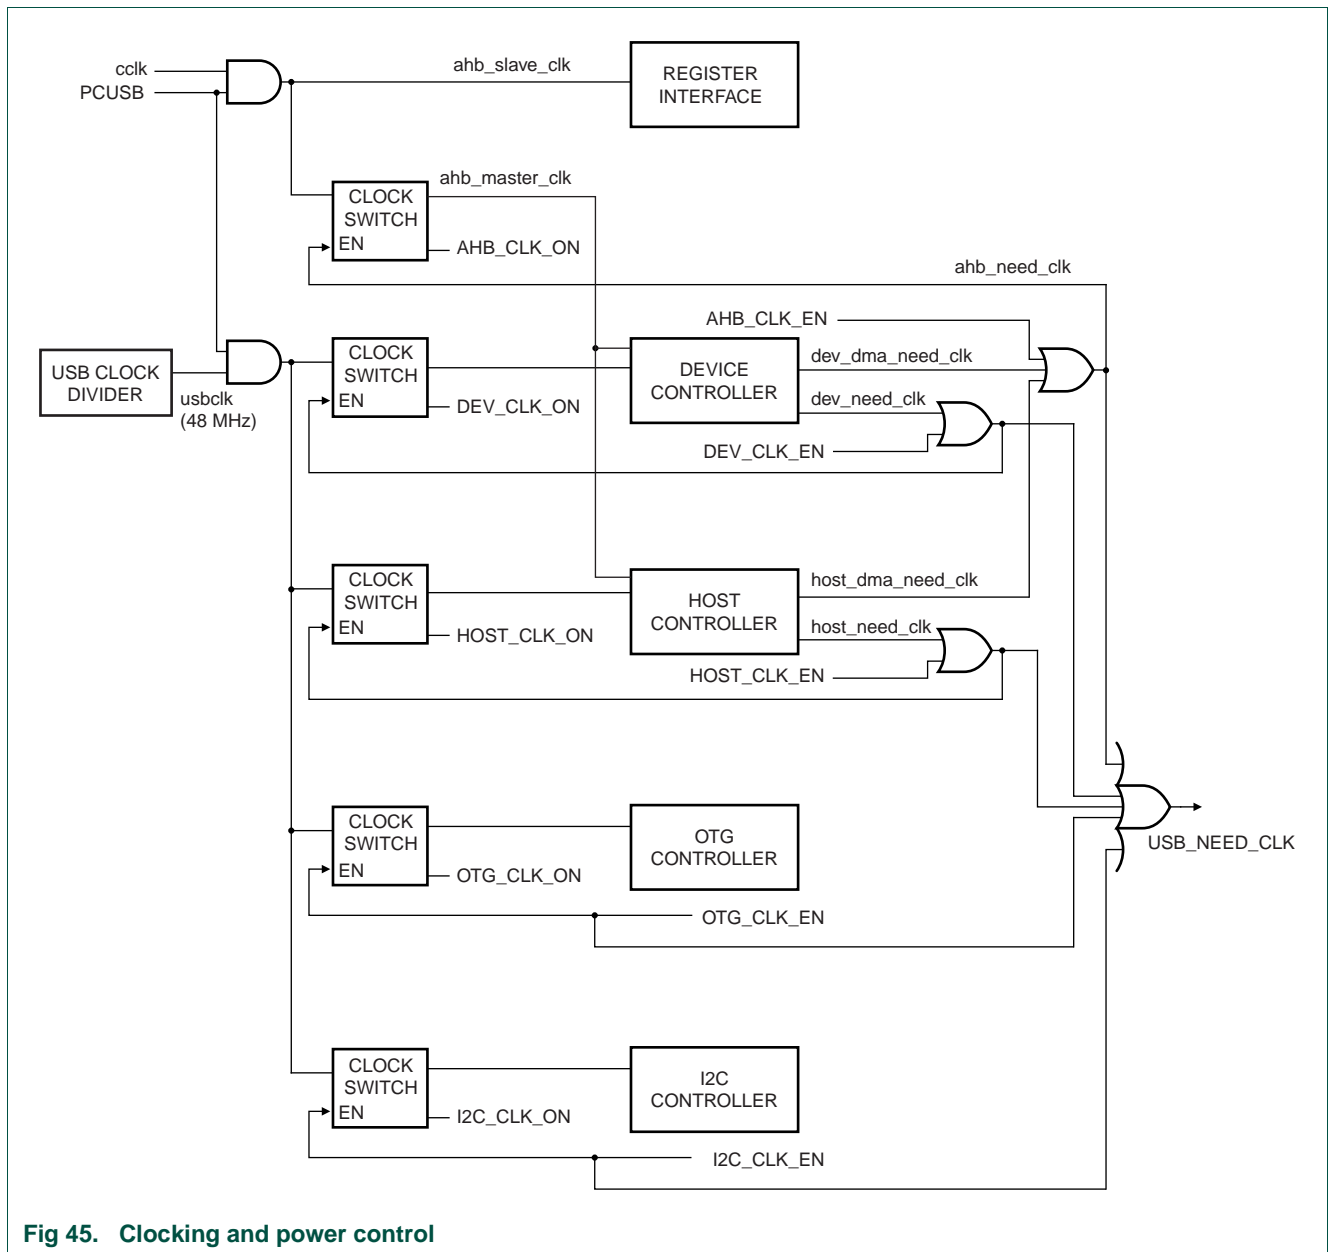 cclk
PCUSB
ahb_slave_clk
REGISTER
INTERFACE
CLOCK
SWITCH
EN
ahb_master_clk
AHB_CLK_ON
ahb_need_clk
AHB_CLK_EN
USB CLOCK
DIVIDER
usbclk
(48 MHz)
CLOCK
SWITCH
EN
DEV_CLK_ON
DEVICE
CONTROLLER
dev_dma_need_clk
dev_need_clk
DEV_CLK_EN
CLOCK
SWITCH
EN
HOST_CLK_ON
HOST
CONTROLLER
host_dma_need_clk
host_need_clk
HOST_CLK_EN
CLOCK
SWITCH
EN
OTG_CLK_ON
OTG
CONTROLLER
USB_NEED_CLK
OTG_CLK_EN
CLOCK
SWITCH
EN
I2C_CLK_ON
I2C
CONTROLLER
I2C_CLK_EN
Fig 45. Clocking and power control